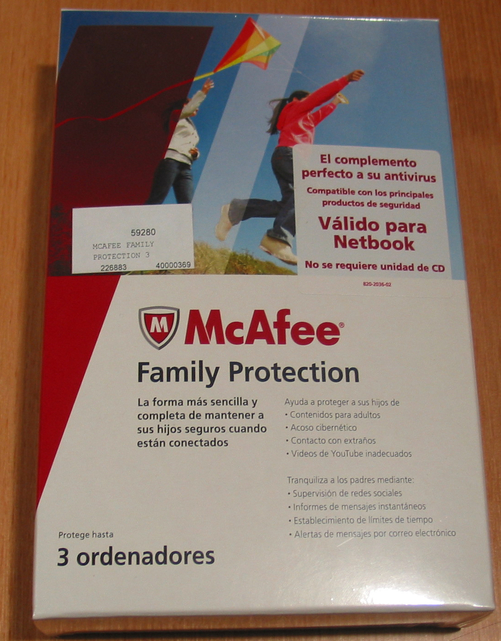 El complemento
perfecto a su antivirus
Compatible con los principales
productos de seguridad
Válido para
Netbook
No se requiere unidad de CD
820-2036-02
59280
MCAFEE FAMILY
PROTECTION 3
226883 40000369
M McAfee®
Family Protection
La forma más sencilla y
completa de mantener a
sus hijos seguros cuando
están conectados
Ayuda a proteger a sus hijos de
• Contenidos para adultos
• Acoso cibernético
• Contacto con extraños
• Videos de YouTube inadecuados
Tranquiliza a los padres mediante:
• Supervisión de redes sociales
• Informes de mensajes instantáneos
• Establecimiento de límites de tiempo
• Alertas de mensajes por correo electrónico
Protege hasta
3 ordenadores